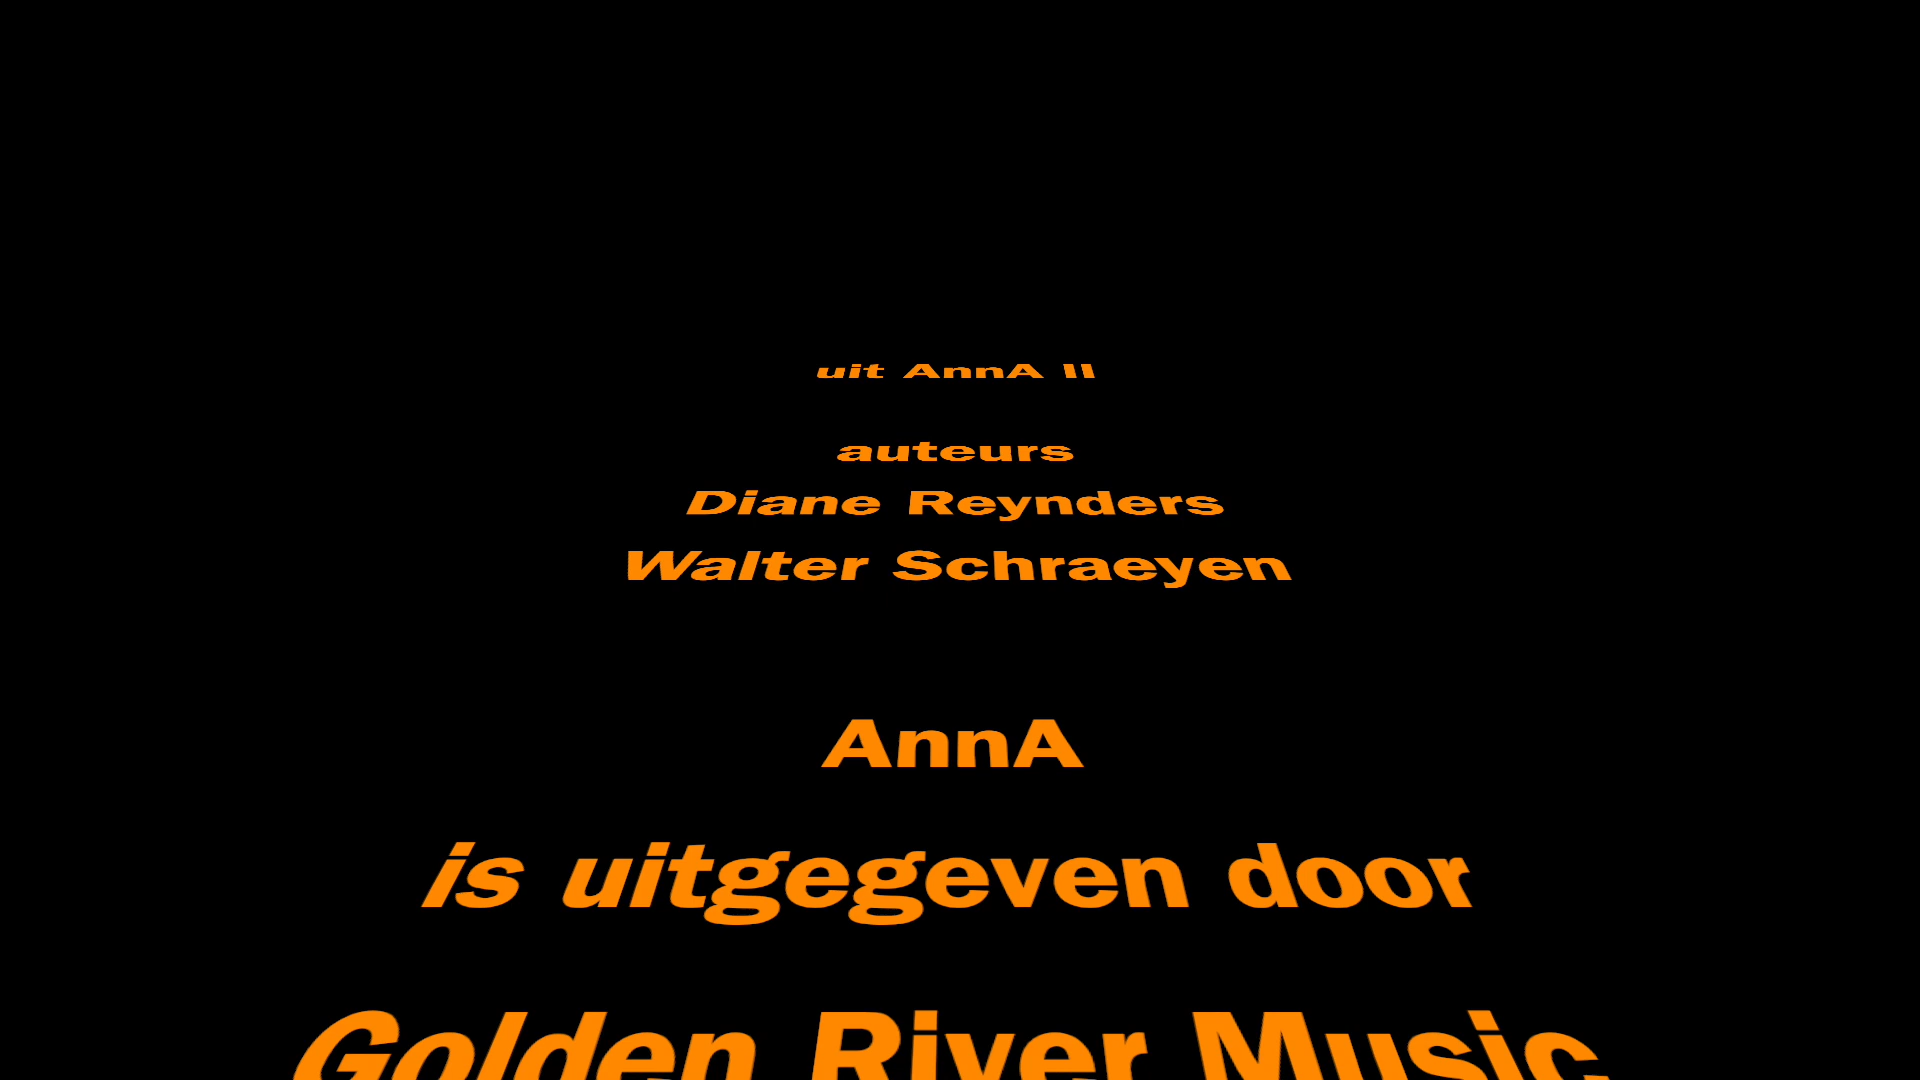 uit AnnA II
auteurs
Diane Reynders
Walter Schraeyen
AnnA
is uitgegeven door
Golden River Music